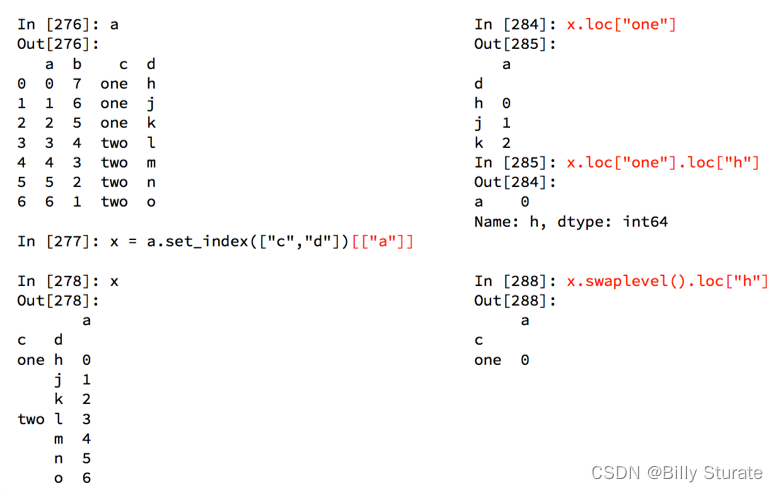 In [276]: a
Out[276]:
   a  b    c  d
0  0  7  one  h
1  1  6  one  j
2  2  5  one  k
3  3  4  two  l
4  4  3  two  m
5  5  2  two  n
6  6  1  two  o
In [277]: x = a.set_index(["c","d"])[["a"]]
In [278]: x
Out[278]:
       a
c   d
one h  0
    j  1
    k  2
two l  3
    m  4
    n  5
    o  6
In [284]: x.loc["one"]
Out[285]:
   a
d
h  0
j  1
k  2
In [285]: x.loc["one"].loc["h"]
Out[284]:
a    0
Name: h, dtype: int64
In [288]: x.swaplevel().loc["h"]
Out[288]:
     a
c
one  0
CSDN @Billy Sturate